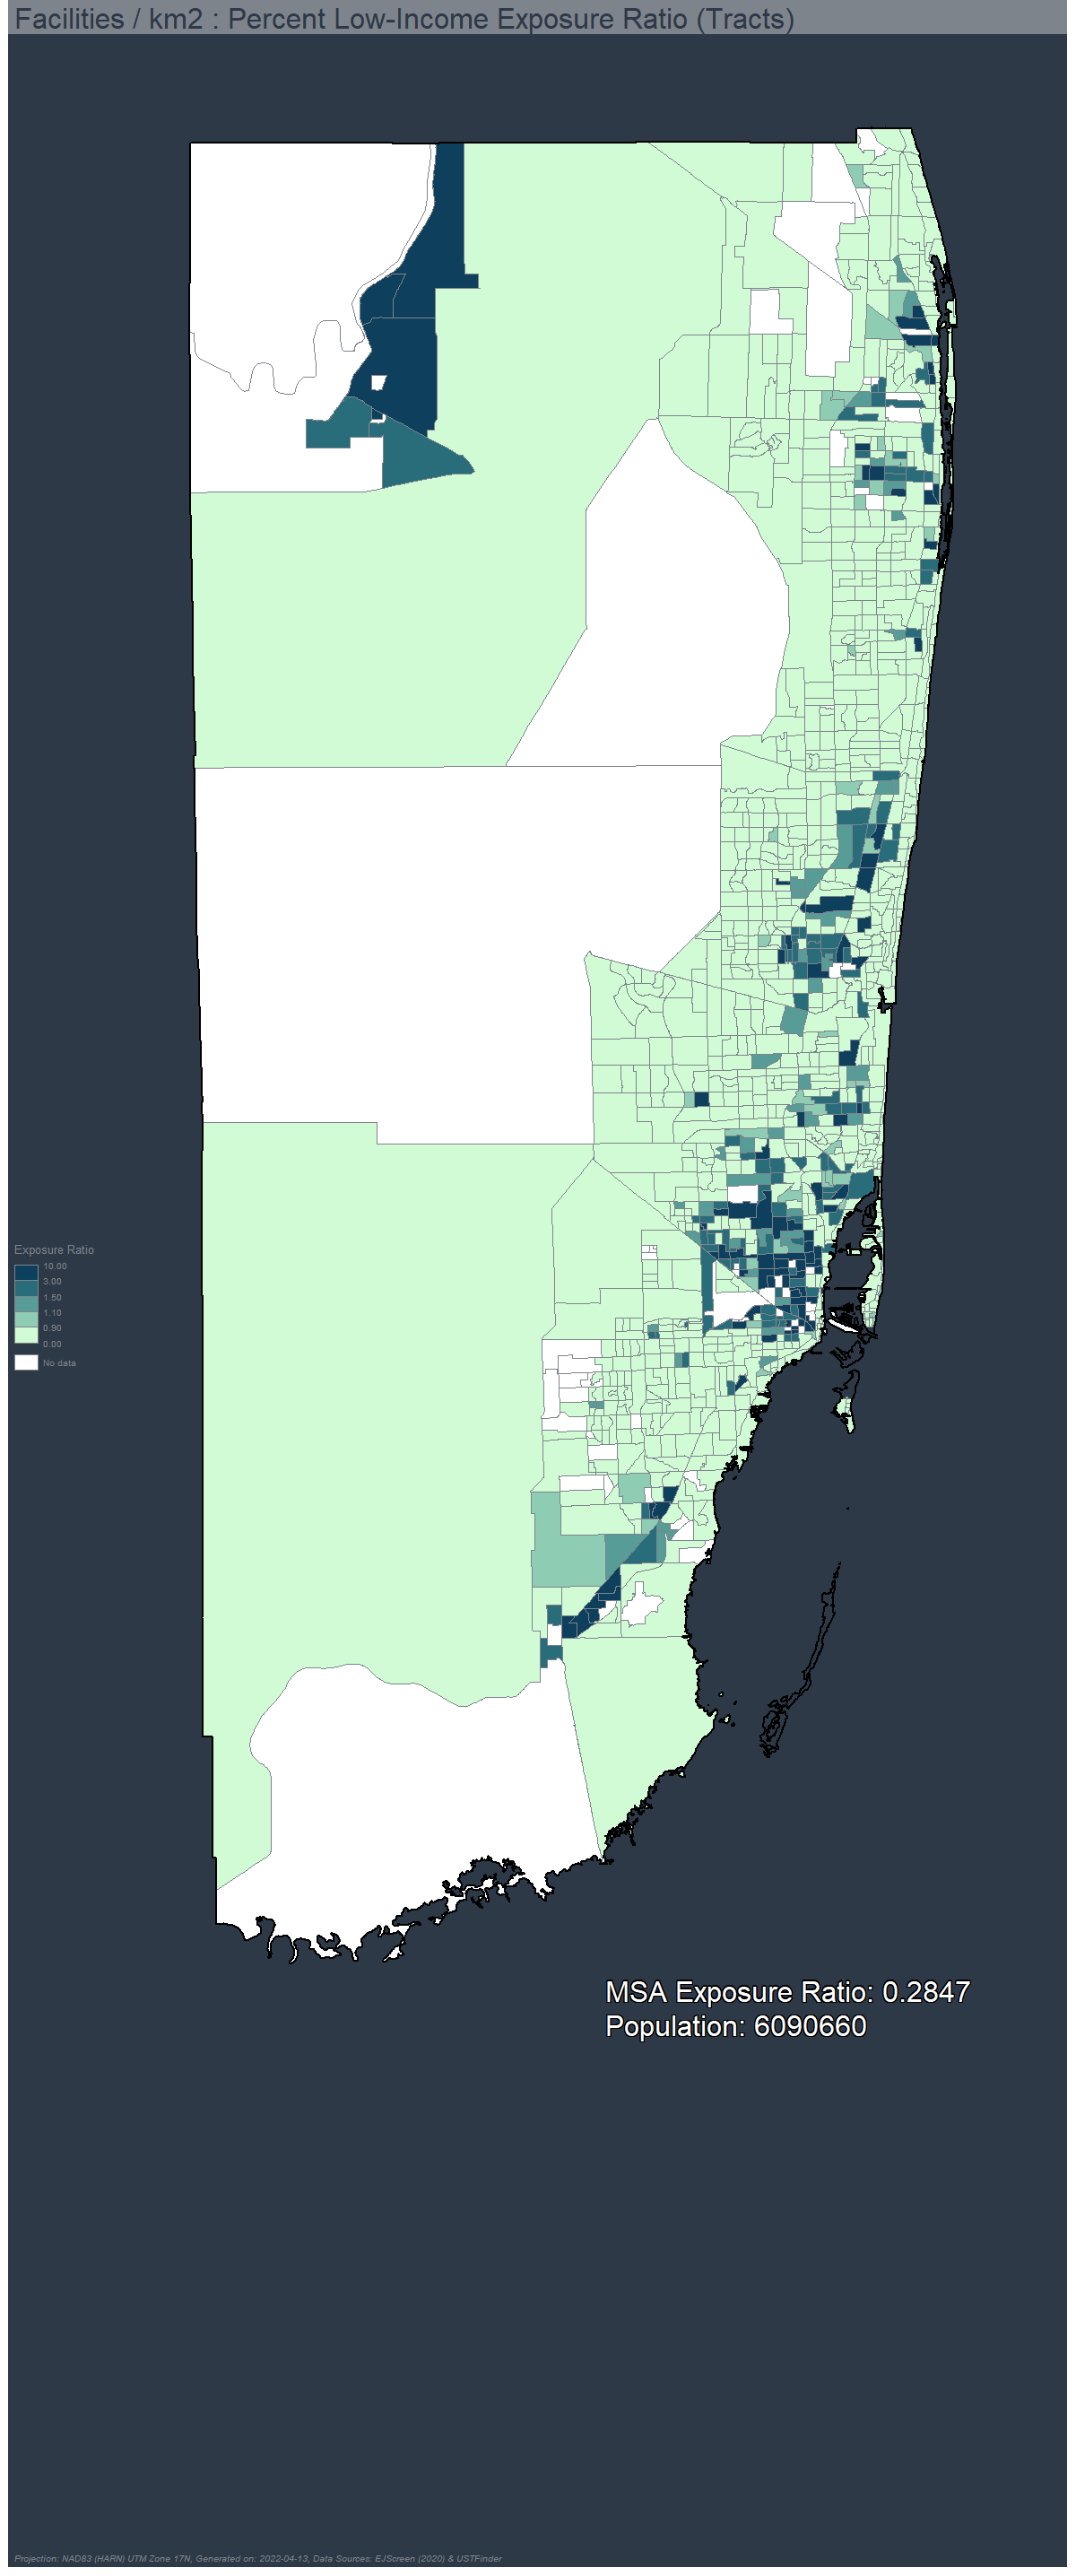 Facilities / km2 : Percent Low-Income Exposure Ratio (Tracts)
Exposure Ratio
10.00
3.00
1.50
1.10
0.90
0.00
No data
MSA Exposure Ratio: 0.2847
Population: 6090660
Projection: NAD83 (HARN) UTM Zone 17N, Generated on: 2022-04-13, Data Sources: EJScreen (2020) & USTFinder